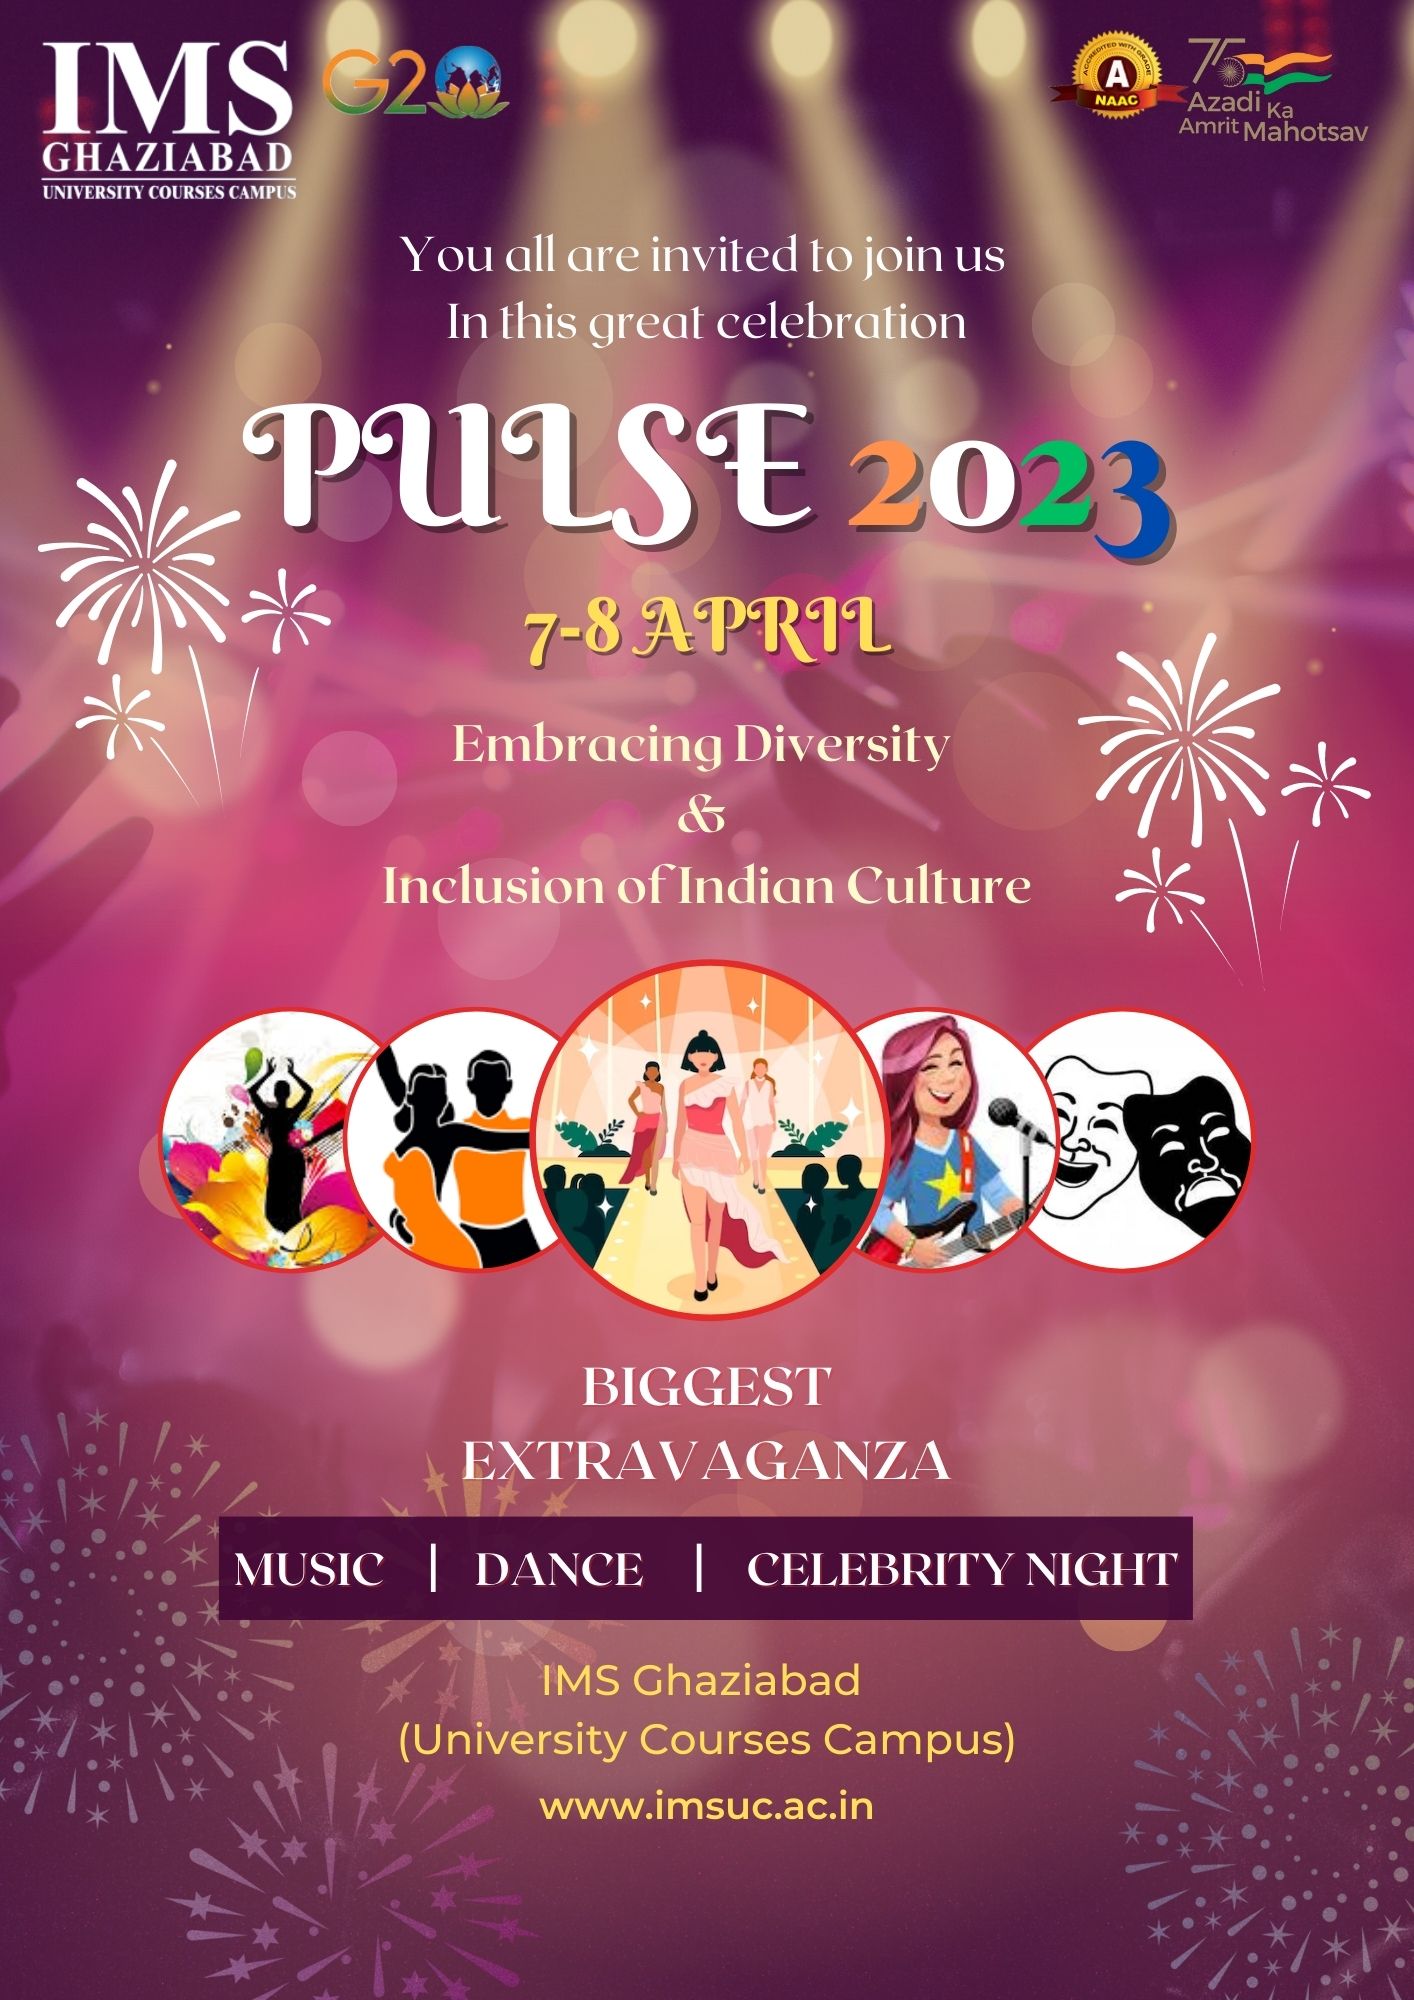 IMS
GHAZIABAD
UNIVERSITY COURSES CAMPUS
G20
ACCREDITED WITH GRADE
A
NAAC
75
Azadi Ka
Amrit Mahotsav
You all are invited to join us
In this great celebration
PULSE 2023
7-8 APRIL
Embracing Diversity
&
Inclusion of Indian Culture
BIGGEST
EXTRAVAGANZA
MUSIC | DANCE | CELEBRITY NIGHT
IMS Ghaziabad
(University Courses Campus)
www.imsuc.ac.in